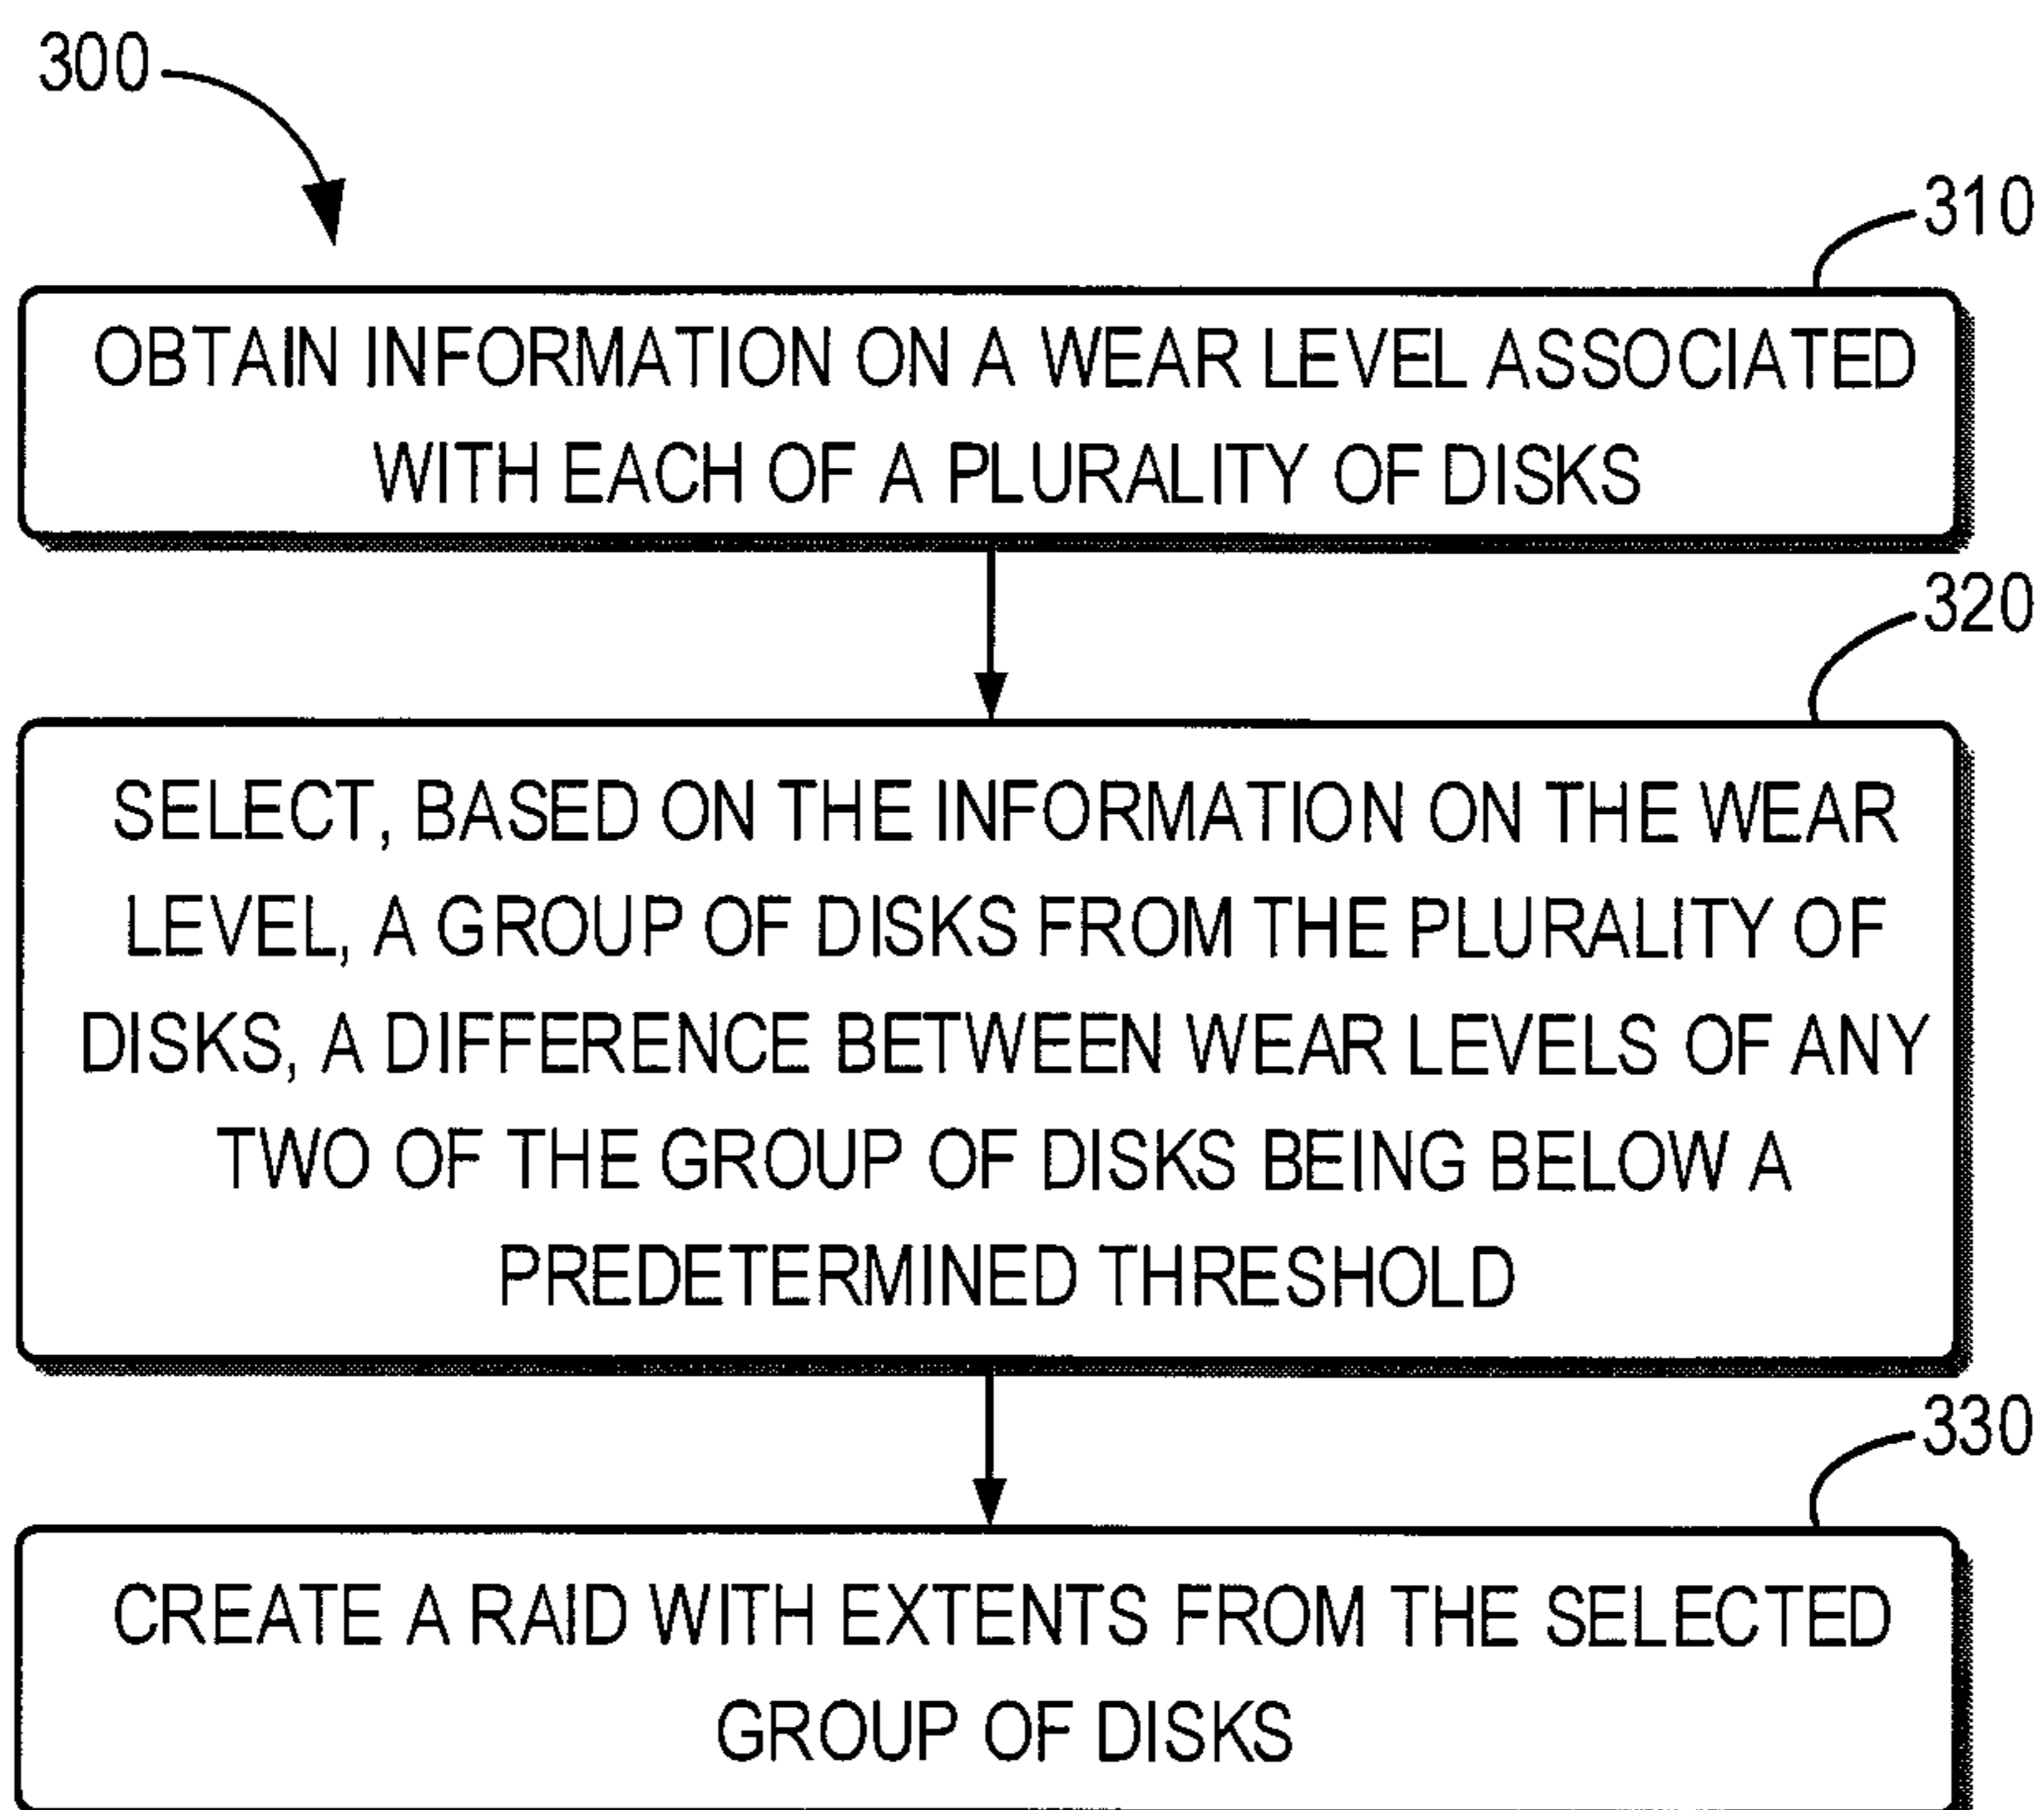 300
310
OBTAIN INFORMATION ON A WEAR LEVEL ASSOCIATED
WITH EACH OF A PLURALITY OF DISKS
320
SELECT, BASED ON THE INFORMATION ON THE WEAR
LEVEL, A GROUP OF DISKS FROM THE PLURALITY OF
DISKS, A DIFFERENCE BETWEEN WEAR LEVELS OF ANY
TWO OF THE GROUP OF DISKS BEING BELOW A
PREDETERMINED THRESHOLD
330
CREATE A RAID WITH EXTENTS FROM THE SELECTED
GROUP OF DISKS